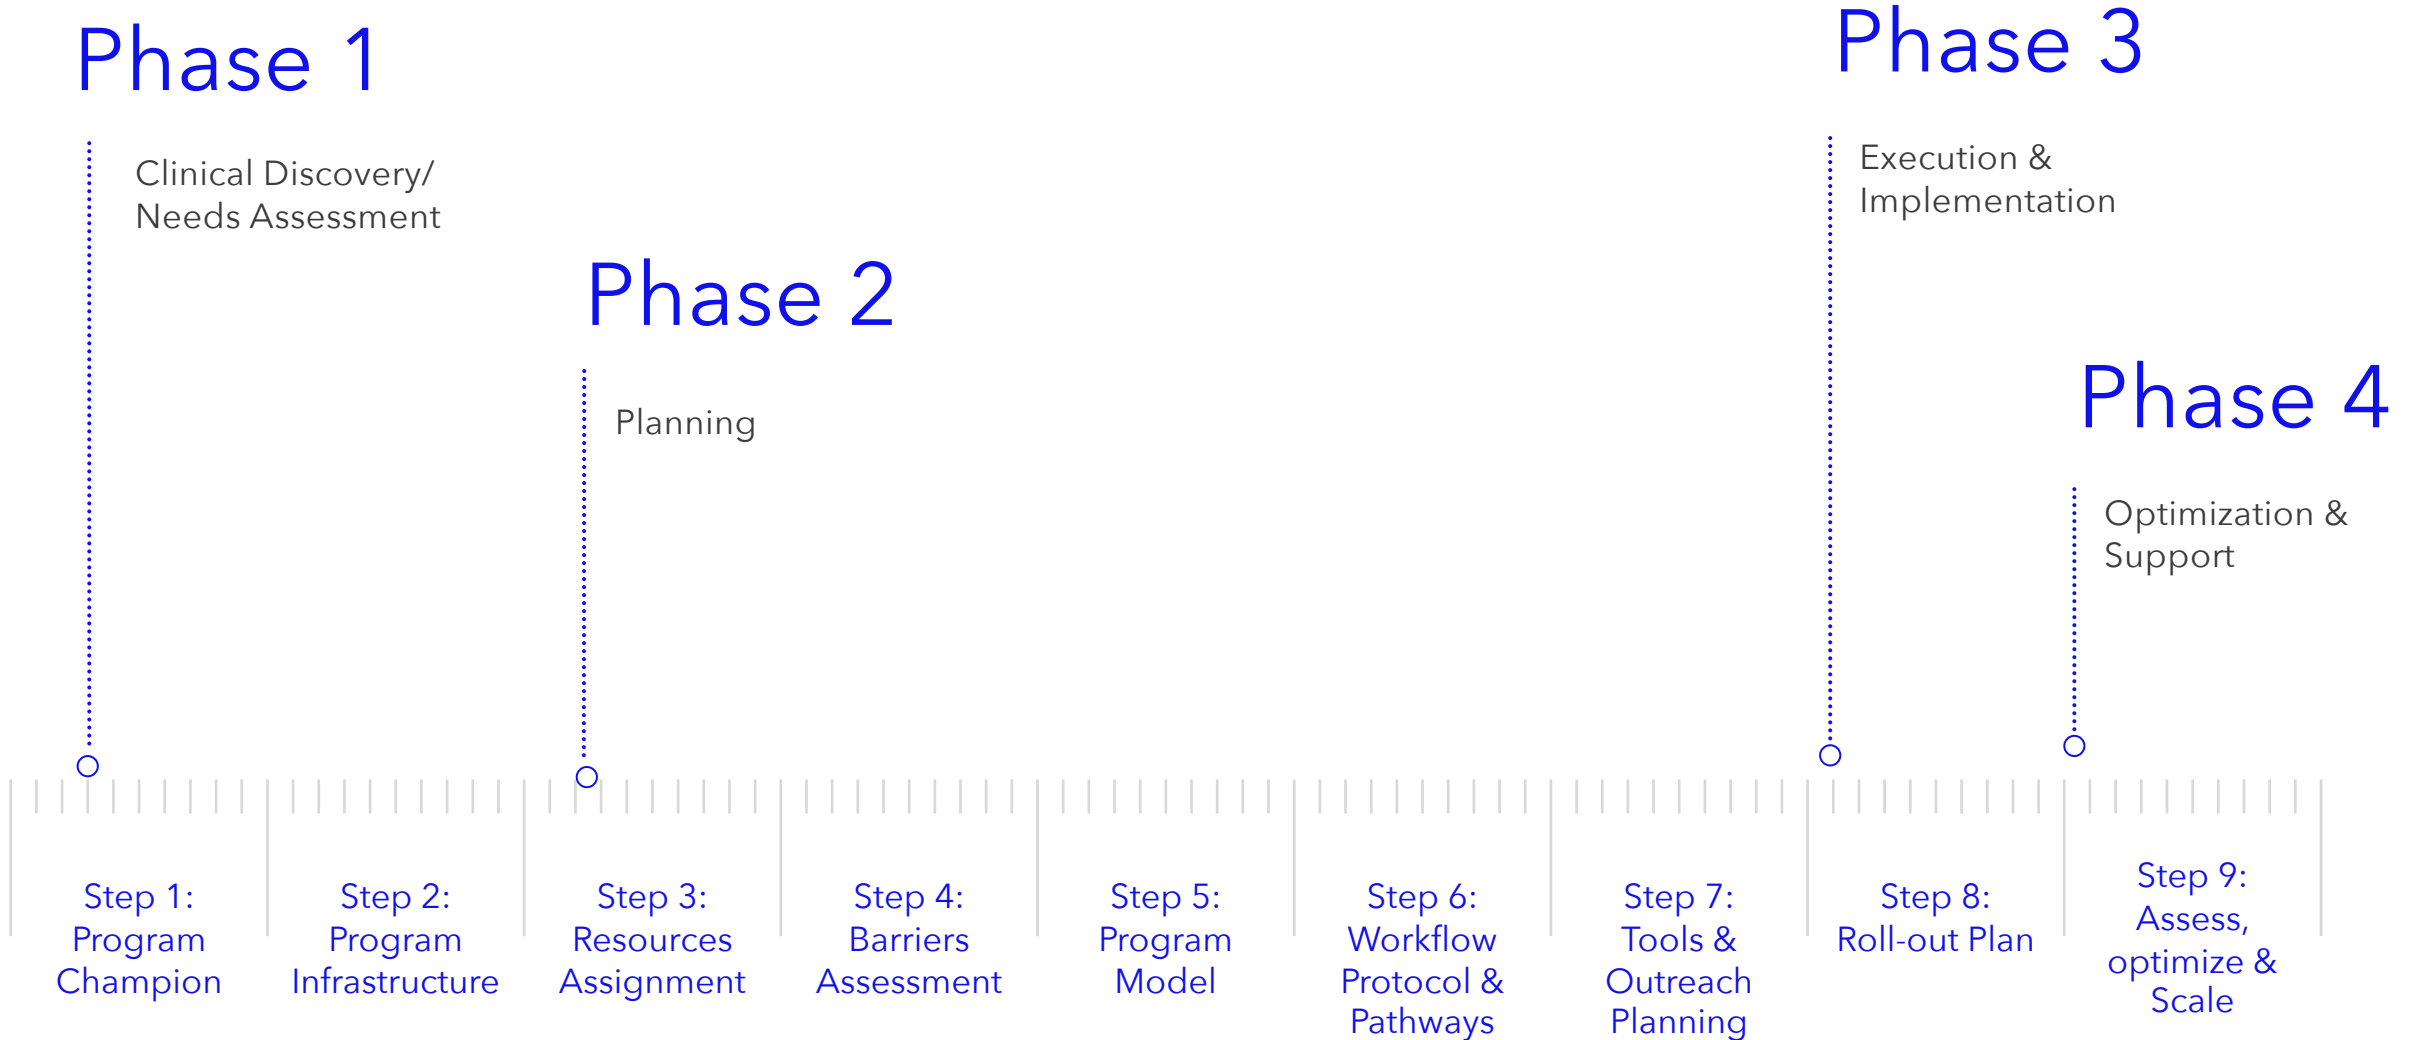 Phase 1
Clinical Discovery/
Needs Assessment
Phase 2
Planning
Phase 3
Execution &
Implementation
Phase 4
Optimization &
Support
Step 1:
Program
Champion
Step 2:
Program
Infrastructure
Step 3:
Resources
Assignment
Step 4:
Barriers
Assessment
Step 5:
Program
Model
Step 6:
Workflow
Protocol &
Pathways
Step 7:
Tools &
Outreach
Planning
Step 8:
Roll-out Plan
Step 9:
Assess,
optimize &
Scale